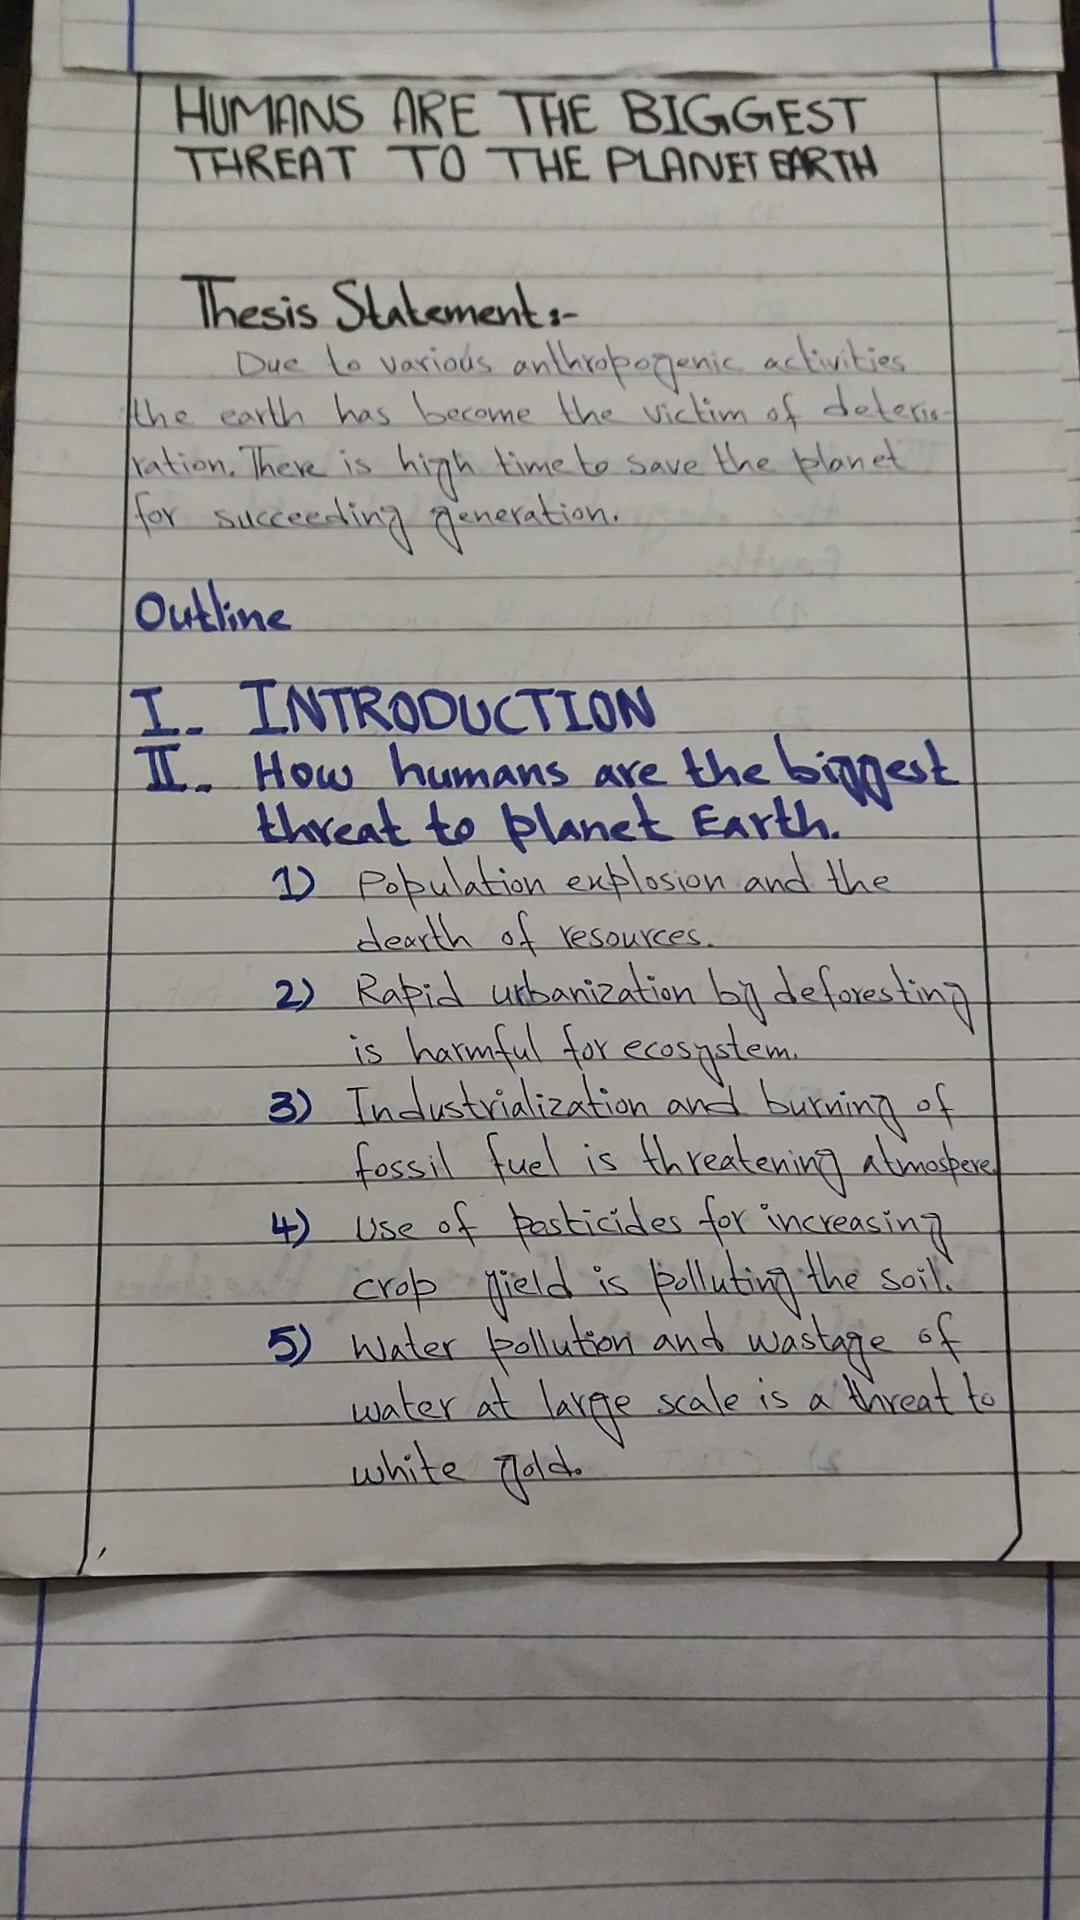 HUMANS ARE THE BIGGEST
THREAT TO THE PLANET EARTH
Thesis Statement:-
Due to various anthropogenic activities
the earth has become the victim of deterio-
ration. There is high time to save the planet
for succeeding generation.
Outline
I. INTRODUCTION
II. How humans are the biggest
threat to planet Earth.
1) Population explosion and the
dearth of resources.
2) Rapid urbanization by deforesting
is harmful for ecosystem.
3) Industrialization and burning of
fossil fuel is threatening atmospere
4) Use of pesticides for increasing
crop yield is polluting the soil.
5) Water pollution and wastage of
water at large scale is a threat to
white gold.